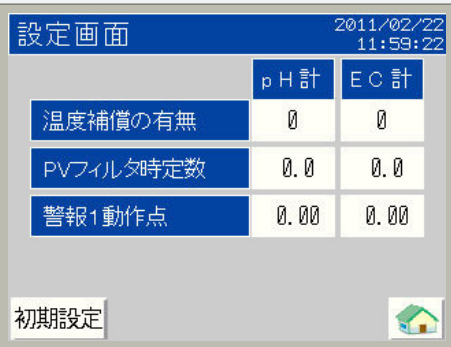 設定画面
2011/02/22
11:59:22
pH計 EC計
温度補償の有無 0 0
PVフィルタ時定数 0.0 0.0
警報1動作点 0.00 0.00
初期設定